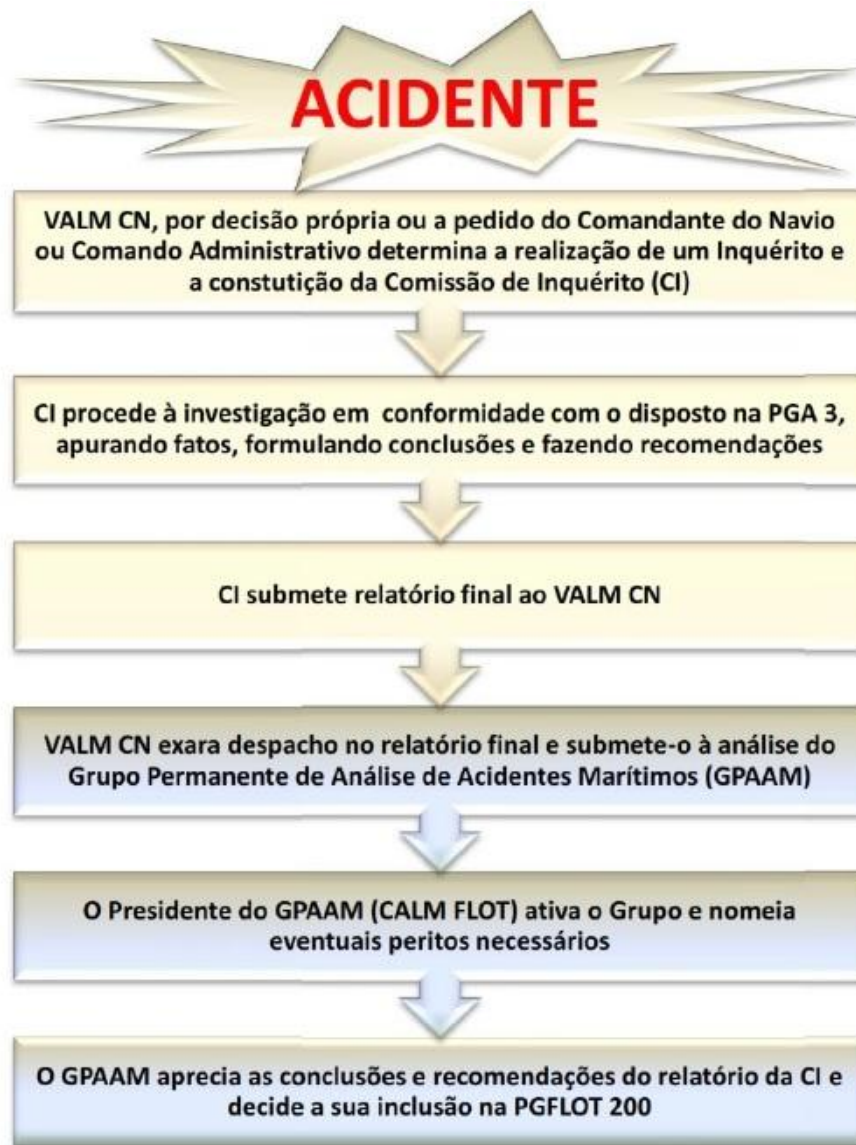 ACIDENTE
VALM CN, por decisão própria ou a pedido do Comandante do Navio
ou Comando Administrativo determina a realização de um Inquérito e
a constutição da Comissão de Inquérito (CI)
CI procede à investigação em conformidade com o disposto na PGA 3,
apurando fatos, formulando conclusões e fazendo recomendações
CI submete relatório final ao VALM CN
VALM CN exara despacho no relatório final e submete-o à análise do
Grupo Permanente de Análise de Acidentes Marítimos (GPAAM)
O Presidente do GPAAM (CALM FLOT) ativa o Grupo e nomeia
eventuais peritos necessários
O GPAAM aprecia as conclusões e recomendações do relatório da CI e
decide a sua inclusão na PGFLOT 200